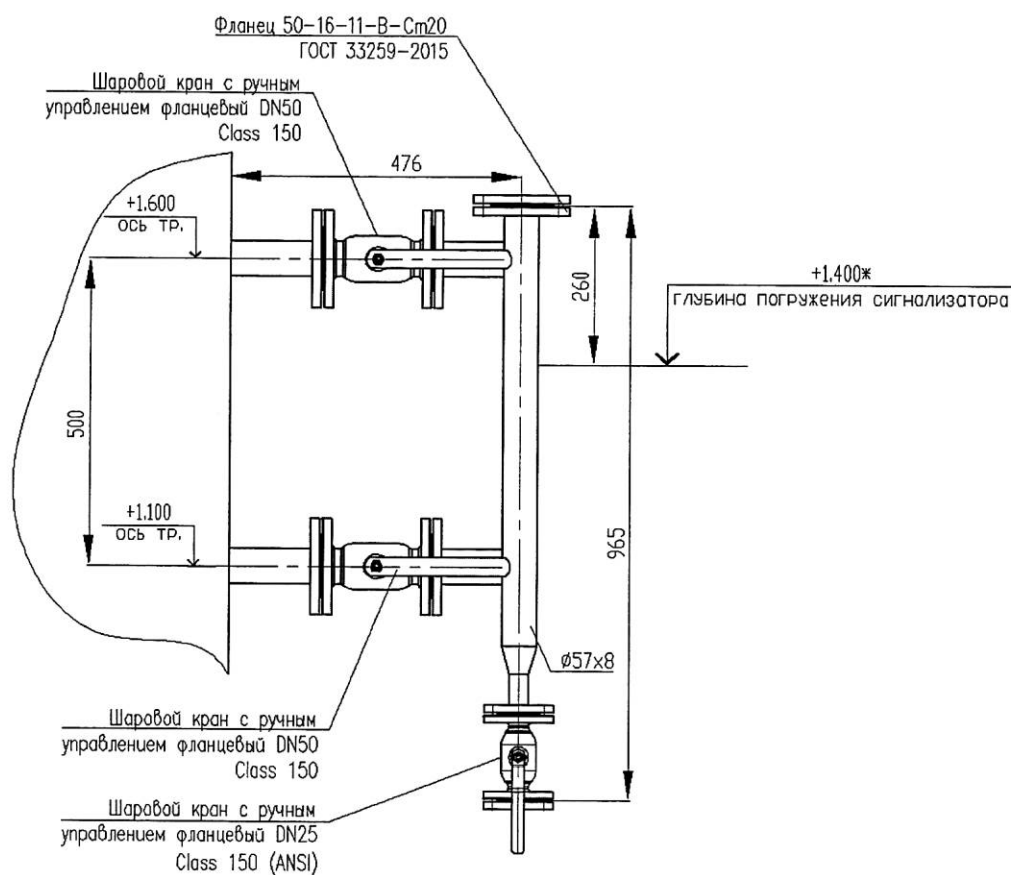 Фланец 50-16-11-В-Ст20
ГОСТ 33259-2015
Шаровой кран с ручным
управлением фланцевый DN50
Class 150
476
+1.600
ОСЬ ТР.
260
+1.400*
ГЛУБИНА ПОГРУЖЕНИЯ СИГНАЛИЗАТОРА
500
+1.100
ОСЬ ТР.
965
⌀57x8
Шаровой кран с ручным
управлением фланцевый DN50
Class 150
Шаровой кран с ручным
управлением фланцевый DN25
Class 150 (ANSI)